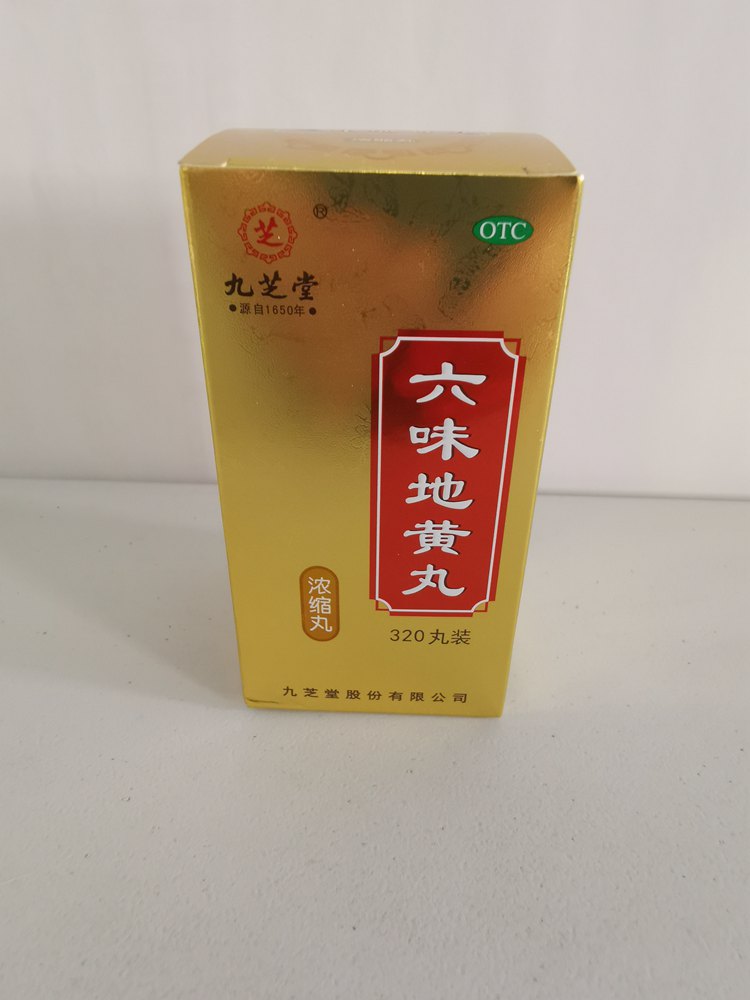 芝
®
九芝堂
●源自1650年●
OTC
六味地黄丸
浓缩丸
320丸装
九芝堂股份有限公司